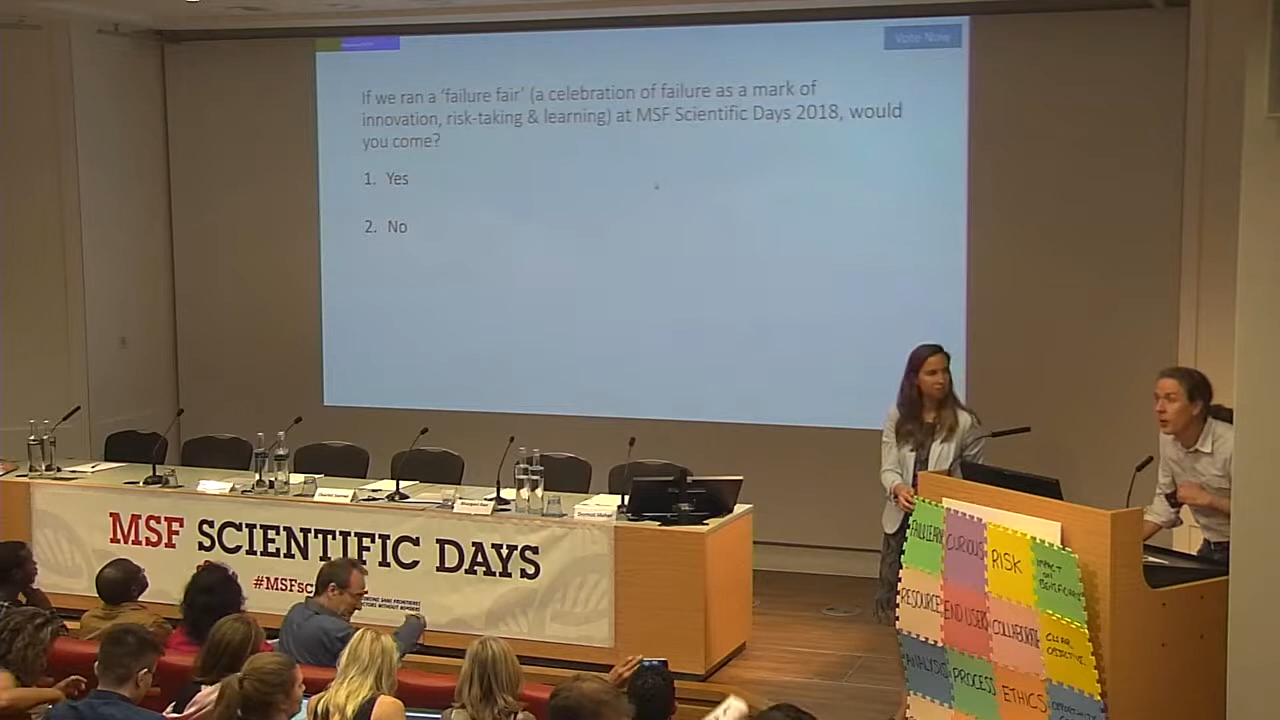 Vote Now
If we ran a ‘failure fair’ (a celebration of failure as a mark of
innovation, risk-taking & learning) at MSF Scientific Days 2018, would
you come?
1. Yes
2. No
MSF SCIENTIFIC DAYS
#MSFsc
CURIOUS
RISK
IMPACT
ON
RESOURCE
END USER
COLLABORATE
CLEAR
OBJECTIVE
ANALYSIS
PROCESS
ETHICS